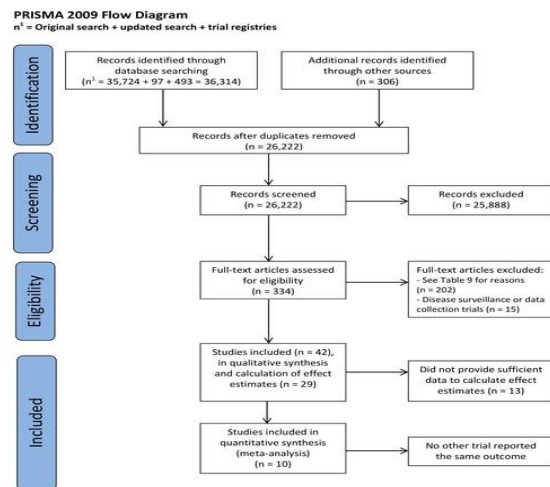 PRISMA 2009 Flow Diagram
n¹ = Original search + updated search + trial registries
Identification
Records identified through
database searching
(n¹ = 35,724 + 97 + 493 = 36,314)
Additional records identified
through other sources
(n = 306)
Records after duplicates removed
(n = 26,222)
Screening
Records screened
(n = 26,222)
Records excluded
(n = 25,888)
Eligibility
Full-text articles assessed
for eligibility
(n = 334)
Full-text articles excluded:
- See Table 9 for reasons
(n = 202)
- Disease surveillance or data
collection trials (n = 15)
Included
Studies included (n = 42),
in qualitative synthesis
and calculation of effect
estimates (n = 29)
Did not provide sufficient
data to calculate effect
estimates (n = 13)
Studies included in
quantitative synthesis
(meta-analysis)
(n = 10)
No other trial reported
the same outcome